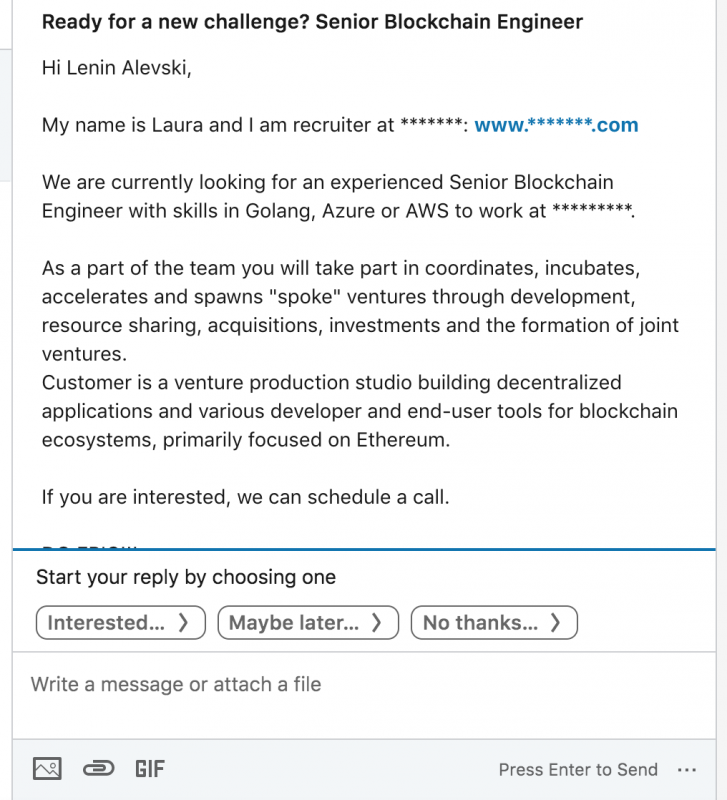 Ready for a new challenge? Senior Blockchain Engineer
Hi Lenin Alevski,
My name is Laura and I am recruiter at *******: www.*******.com
We are currently looking for an experienced Senior Blockchain
Engineer with skills in Golang, Azure or AWS to work at *********.
As a part of the team you will take part in coordinates, incubates,
accelerates and spawns "spoke" ventures through development,
resource sharing, acquisitions, investments and the formation of joint
ventures.
Customer is a venture production studio building decentralized
applications and various developer and end-user tools for blockchain
ecosystems, primarily focused on Ethereum.
If you are interested, we can schedule a call.
Start your reply by choosing one
Interested... Maybe later... No thanks...
Write a message or attach a file
GIF Press Enter to Send